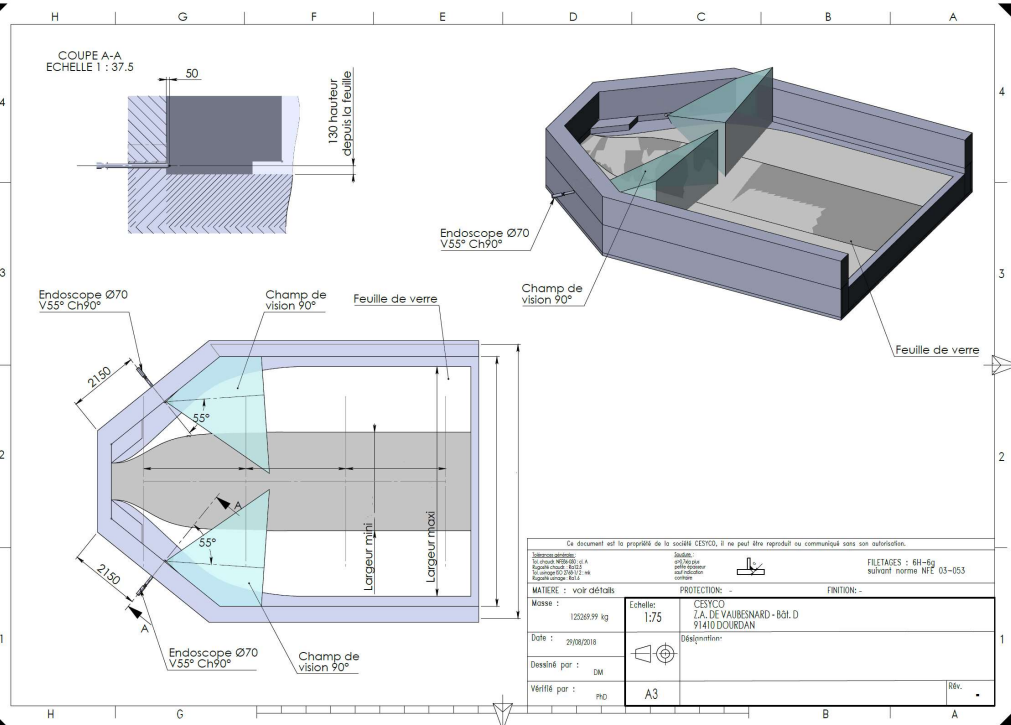 H G F E D C B A
4
3
2
1
COUPE A-A
ECHELLE 1 : 37.5
50
130 hauteur
depuis la feuille
Endoscope Ø70
V55° Ch90°
Champ de
vision 90°
Feuille de verre
Endoscope Ø70
V55° Ch90°
Champ de
vision 90°
Feuille de verre
2150
55°
A
55°
2150
A
Largeur mini
Largeur maxi
Endoscope Ø70
V55° Ch90°
Champ de
vision 90°
Ce document est la propriété de la société CESYCO, il ne peut être reproduit ou communiqué sans son autorisation.
Tolérances générales :
Soudure :
FILETAGES : 6H-6g
suivant norme NFE 03-053
MATIERE : voir détails
PROTECTION: -
FINITION: -
Masse :
125269.99 kg
Echelle:
1:75
CESYCO
Z.A. DE VAUBESNARD - Bât. D
91410 DOURDAN
Date : 29/08/2018
Désignation:
Dessiné par :
DM
Vérifié par :
PhD
A3
Rév.
-
4
3
2
1
H G B A